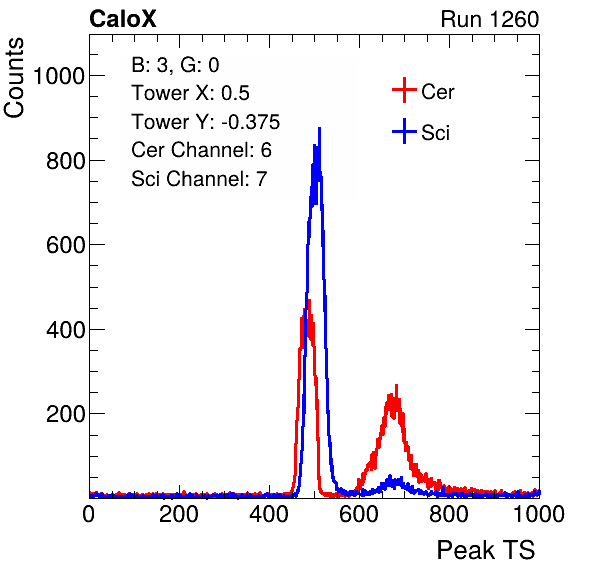 CaloX Run 1260
B: 3, G: 0
Tower X: 0.5
Tower Y: -0.375
Cer Channel: 6
Sci Channel: 7
Cer
Sci
Counts
1000
800
600
400
200
0 200 400 600 800 1000
Peak TS